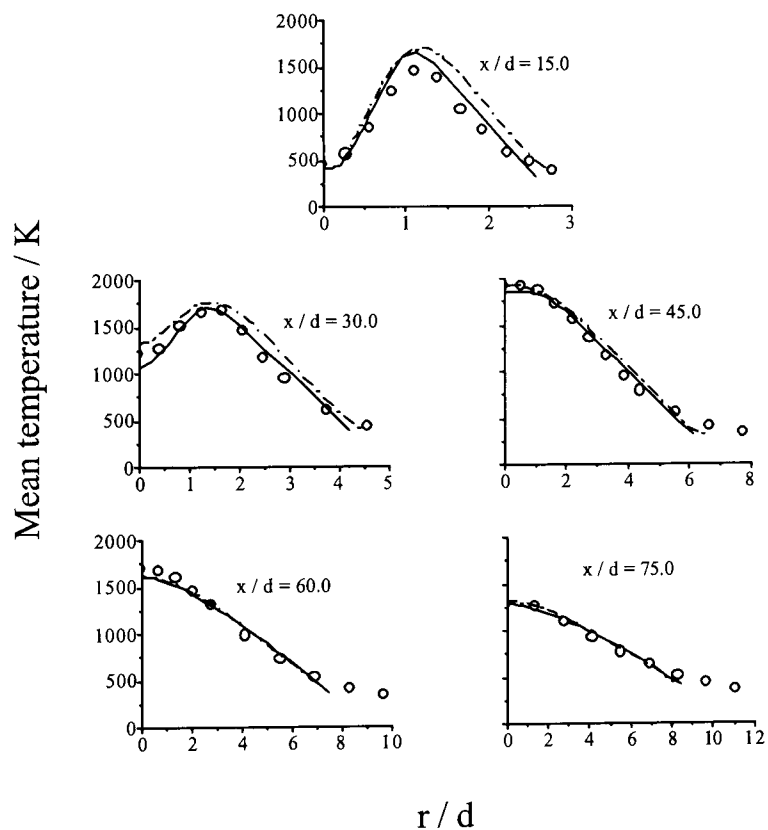 2000
1500
1000
500
0
x / d = 15.0
0 1 2 3
Mean temperature / K
2000
1500
1000
500
0
x / d = 30.0
0 1 2 3 4 5
x / d = 45.0
0 2 4 6 8
2000
1500
1000
500
0
x / d = 60.0
0 2 4 6 8 10
x / d = 75.0
0 2 4 6 8 10 12
r / d